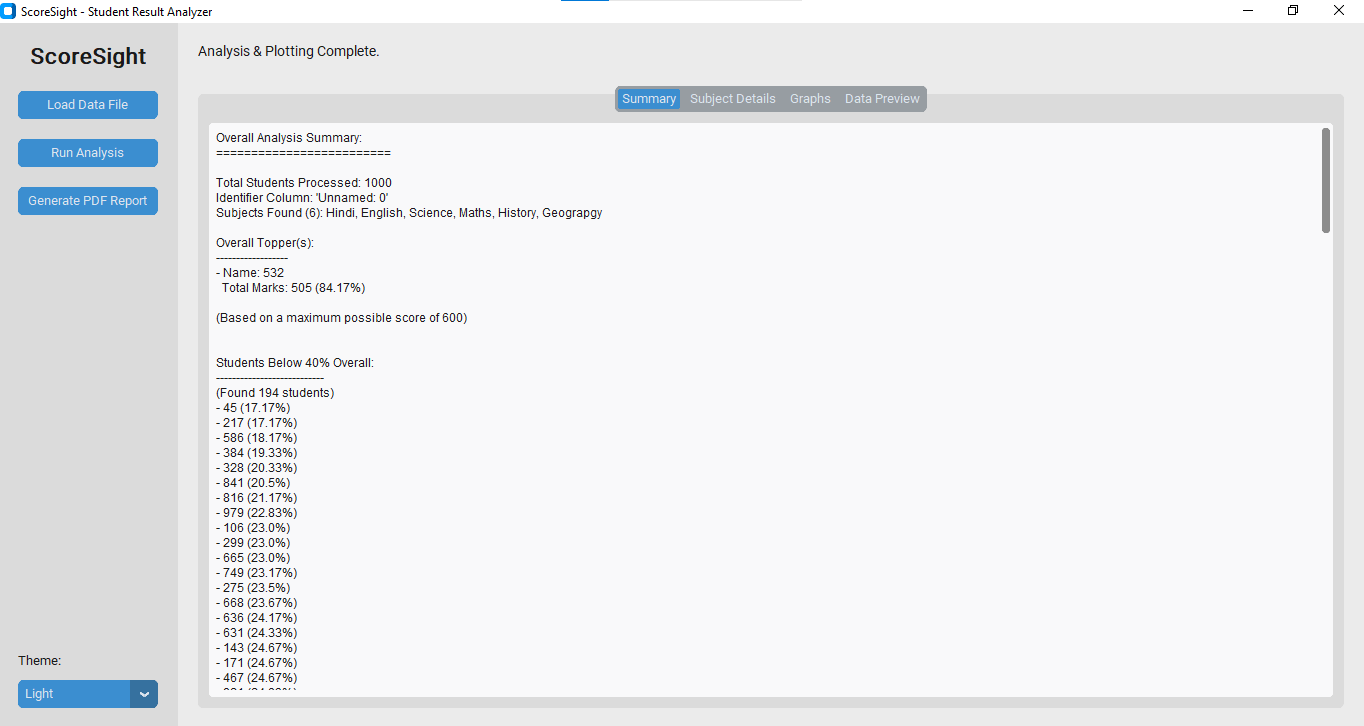 ScoreSight - Student Result Analyzer
ScoreSight
Load Data File
Run Analysis
Generate PDF Report
Theme:
Light
Analysis & Plotting Complete.
Summary
Subject Details
Graphs
Data Preview
Overall Analysis Summary:
=========================
Total Students Processed: 1000
Identifier Column: 'Unnamed: 0'
Subjects Found (6): Hindi, English, Science, Maths, History, Geograpgy
Overall Topper(s):
------------------
- Name: 532
Total Marks: 505 (84.17%)
(Based on a maximum possible score of 600)
Students Below 40% Overall:
---------------------------
(Found 194 students)
- 45 (17.17%)
- 217 (17.17%)
- 586 (18.17%)
- 384 (19.33%)
- 328 (20.33%)
- 841 (20.5%)
- 816 (21.17%)
- 979 (22.83%)
- 106 (23.0%)
- 299 (23.0%)
- 665 (23.0%)
- 749 (23.17%)
- 275 (23.5%)
- 668 (23.67%)
- 636 (24.17%)
- 631 (24.33%)
- 143 (24.67%)
- 171 (24.67%)
- 467 (24.67%)